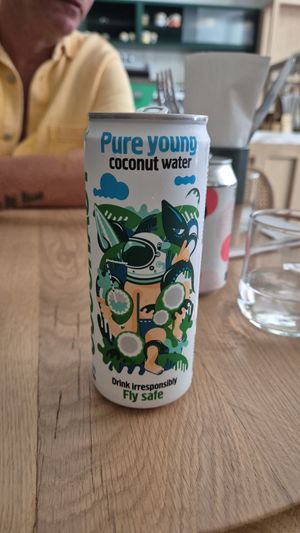 Pure young
coconut water
Drink irresponsibly
Fly safe